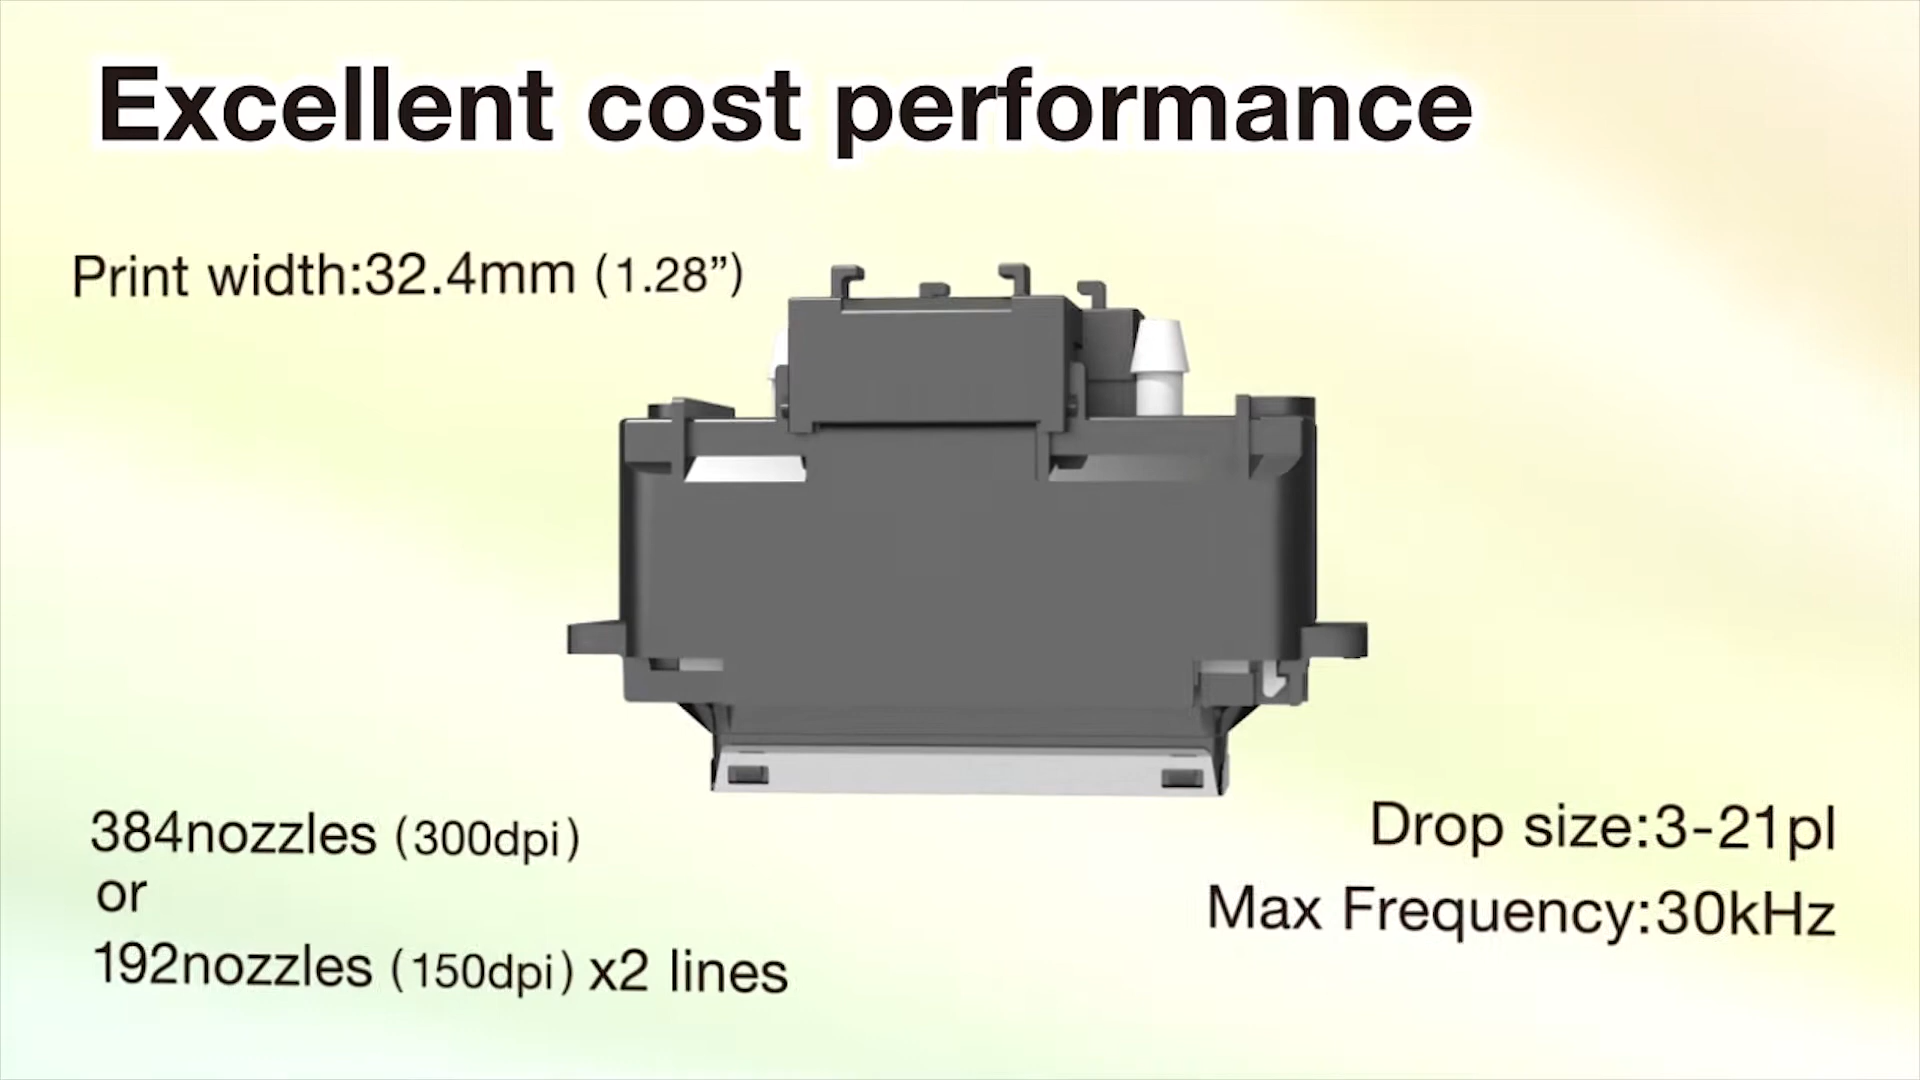 Excellent cost performance
Print width:32.4mm (1.28”)
384nozzles (300dpi)
or
192nozzles (150dpi) x2 lines
Drop size:3-21pl
Max Frequency:30kHz